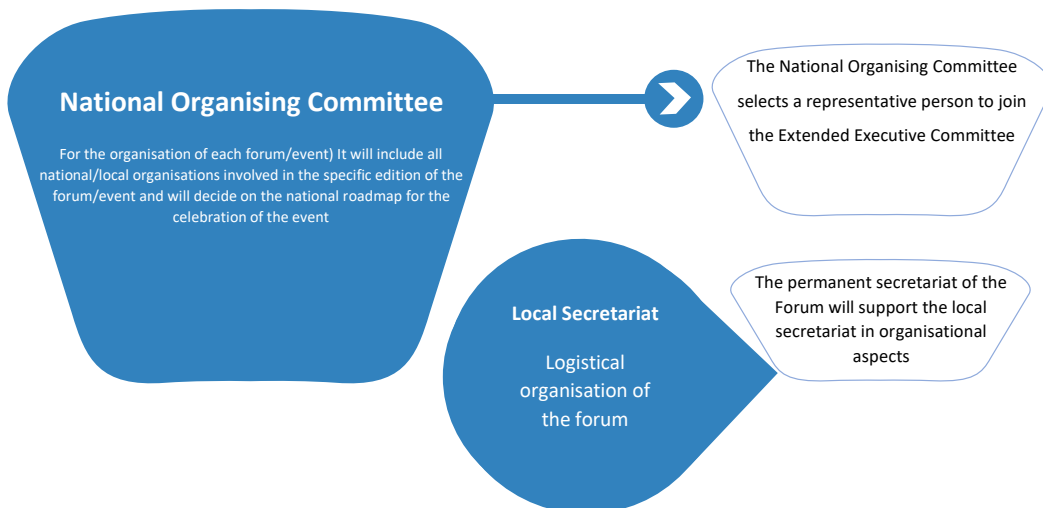 National Organising Committee
For the organisation of each forum/event) It will include all
national/local organisations involved in the specific edition of the
forum/event and will decide on the national roadmap for the
celebration of the event
The National Organising Committee
selects a representative person to join
the Extended Executive Committee
Local Secretariat
Logistical
organisation of
the forum
The permanent secretariat of the
Forum will support the local
secretariat in organisational
aspects